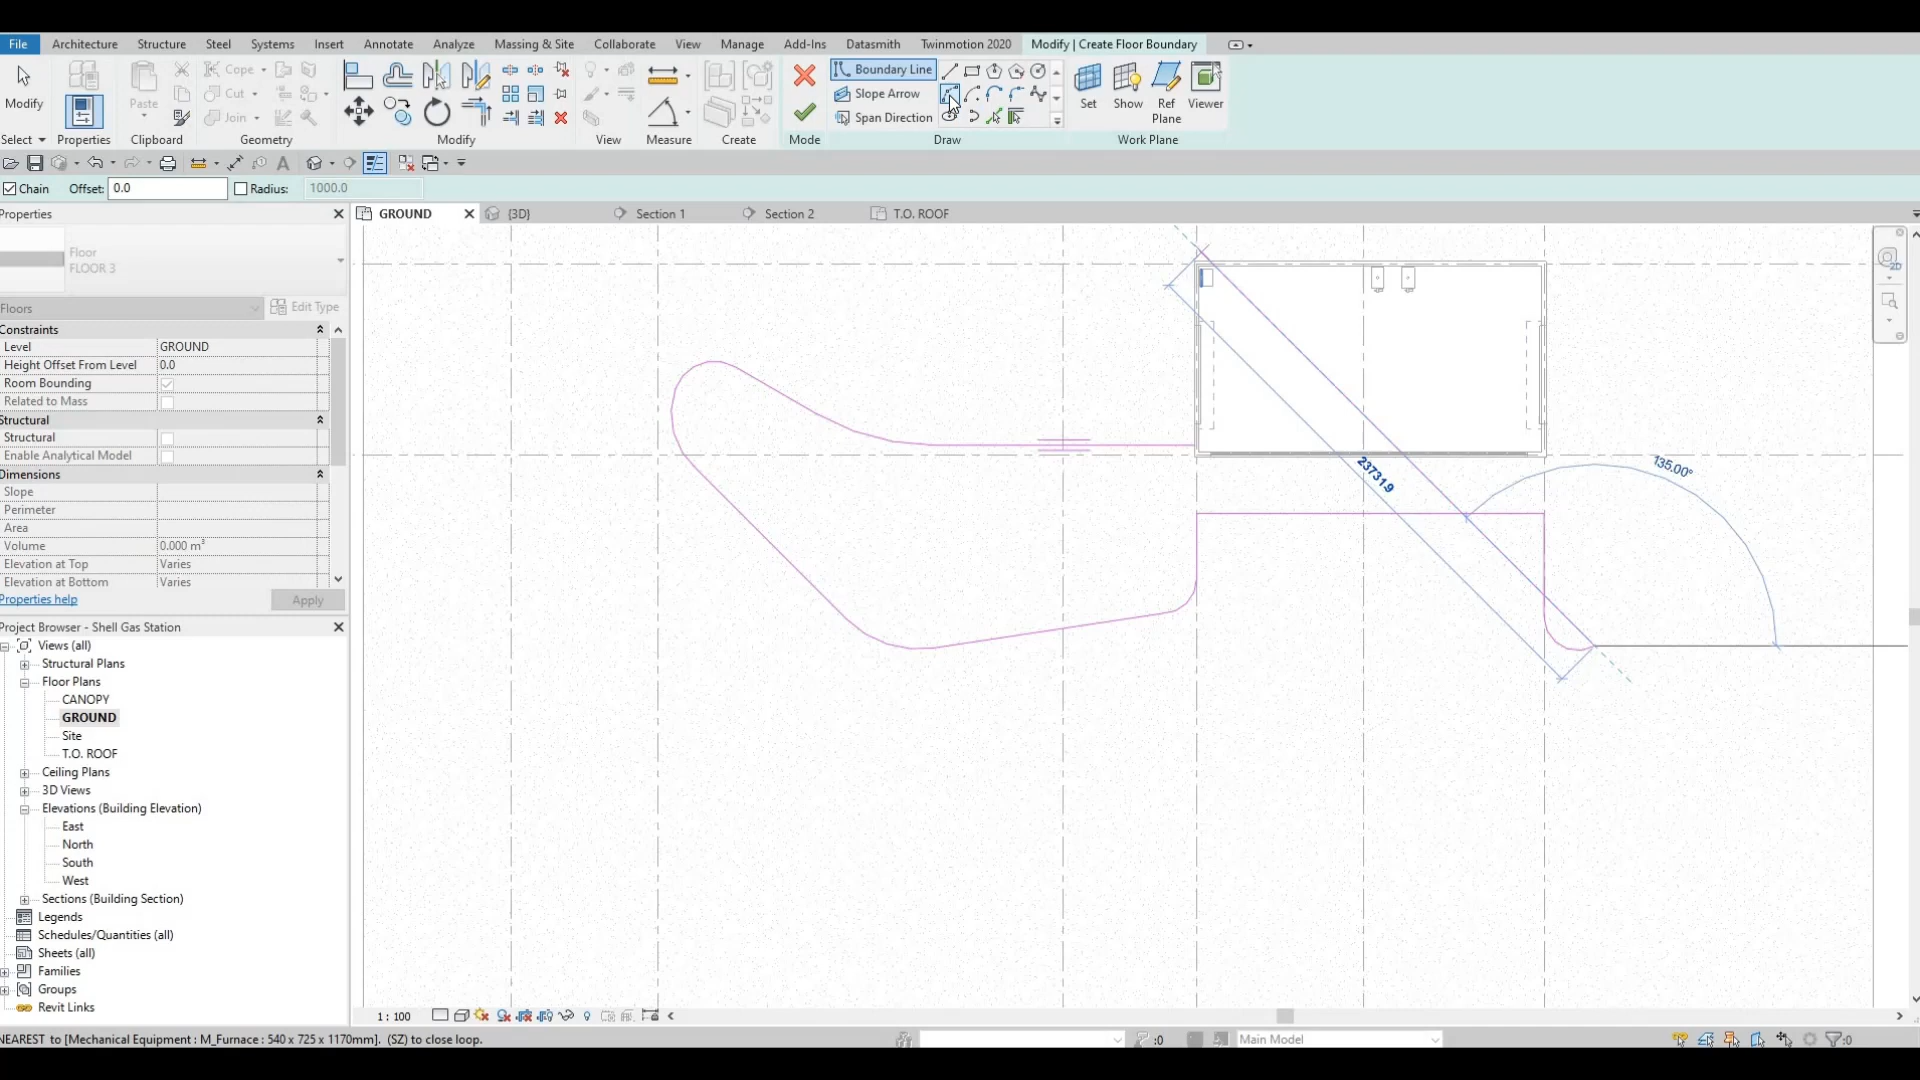 File Architecture Structure Steel Systems Insert Annotate Analyze Massing & Site Collaborate View Manage Add-Ins Datasmith Twinmotion 2020 Modify | Create Floor Boundary
Modify
Paste
Cope
Cut
Join
Boundary Line
Slope Arrow
Span Direction
Set Show Ref Plane Viewer
Select Properties Clipboard Geometry Modify View Measure Create Mode Draw Work Plane
Chain Offset: 0.0 Radius: 1000.0
Properties
GROUND {3D} Section 1 Section 2 T.O. ROOF
Floor
FLOOR 3
Floors Edit Type
Constraints
Level GROUND
Height Offset From Level 0.0
Room Bounding
Related to Mass
Structural
Structural
Enable Analytical Model
Dimensions
Slope
Perimeter
Area
Volume 0.000 m³
Elevation at Top Varies
Elevation at Bottom Varies
Properties help Apply
Project Browser - Shell Gas Station
Views (all)
Structural Plans
Floor Plans
CANOPY
GROUND
Site
T.O. ROOF
Ceiling Plans
3D Views
Elevations (Building Elevation)
East
North
South
West
Sections (Building Section)
Legends
Schedules/Quantities (all)
Sheets (all)
Families
Groups
Revit Links
23731.9
135.00°
2D
1 : 100
NEAREST to [Mechanical Equipment : M_Furnace : 540 x 725 x 1170mm]. (SZ) to close loop.
:0
Main Model
:0